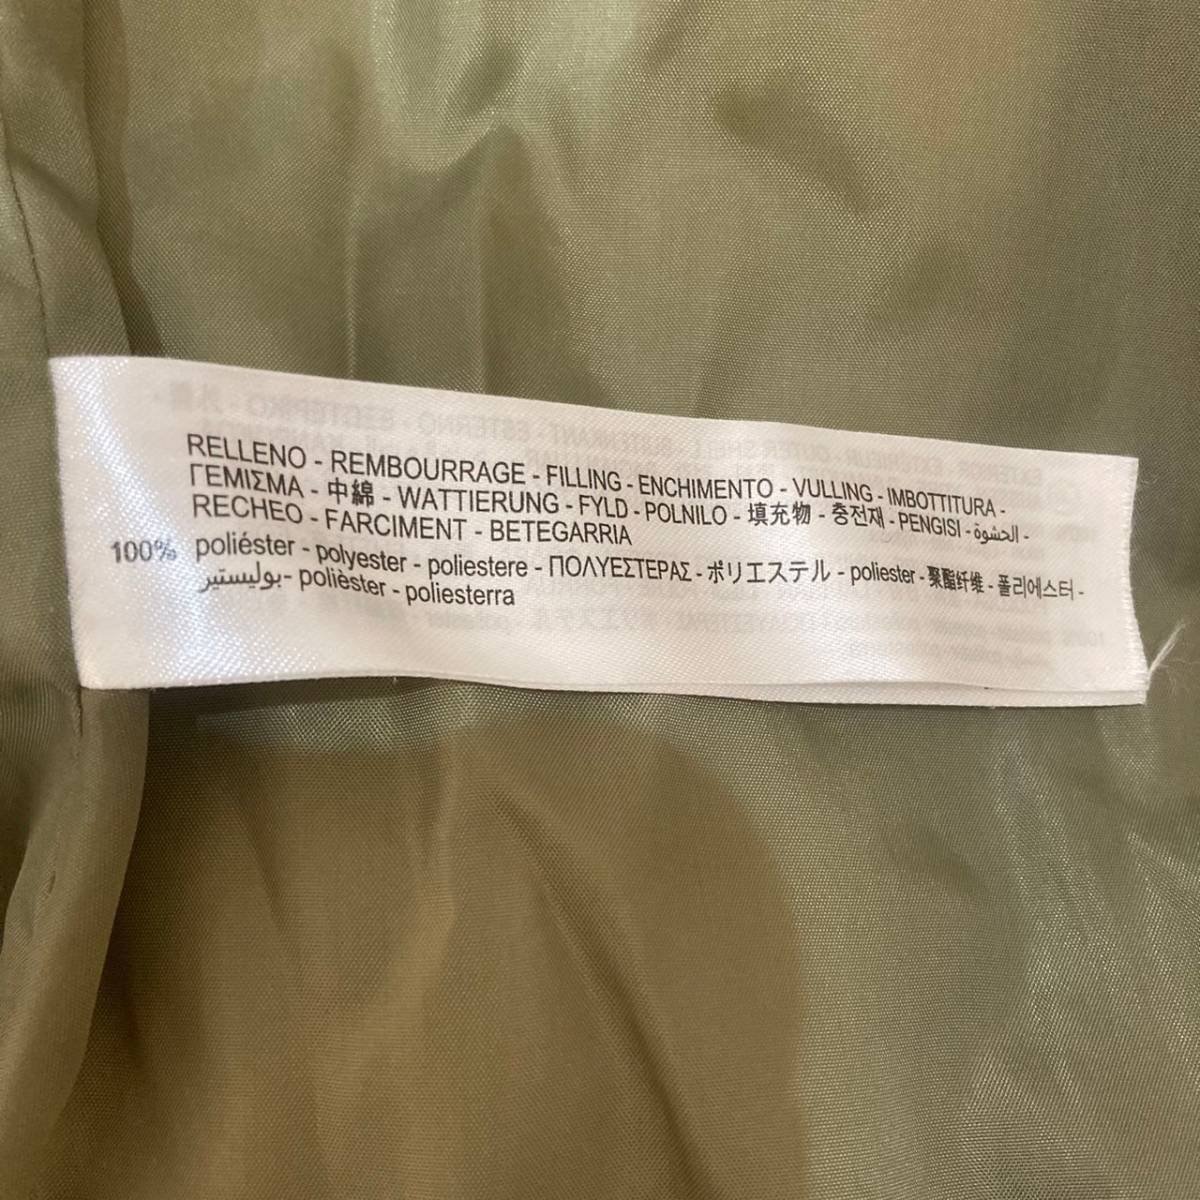 RELLENO - REMBOURRAGE - FILLING - ENCHIMENTO - VULLING - IMBOTTITURA -
ΓΕΜΙΣΜΑ - 中綿 - WATTIERUNG - FYLD - POLNILO - 填充物 - 충전재 - PENGISI - الحشوة -
RECHEO - FARCIMENT - BETEGARRIA
100% poliéster - polyester - poliestere - ΠΟΛΥΕΣΤΕΡΑΣ - ポリエステル - poliester - 聚酯纤维 - 폴리에스터 -
بوليستير - polièster - poliesterra